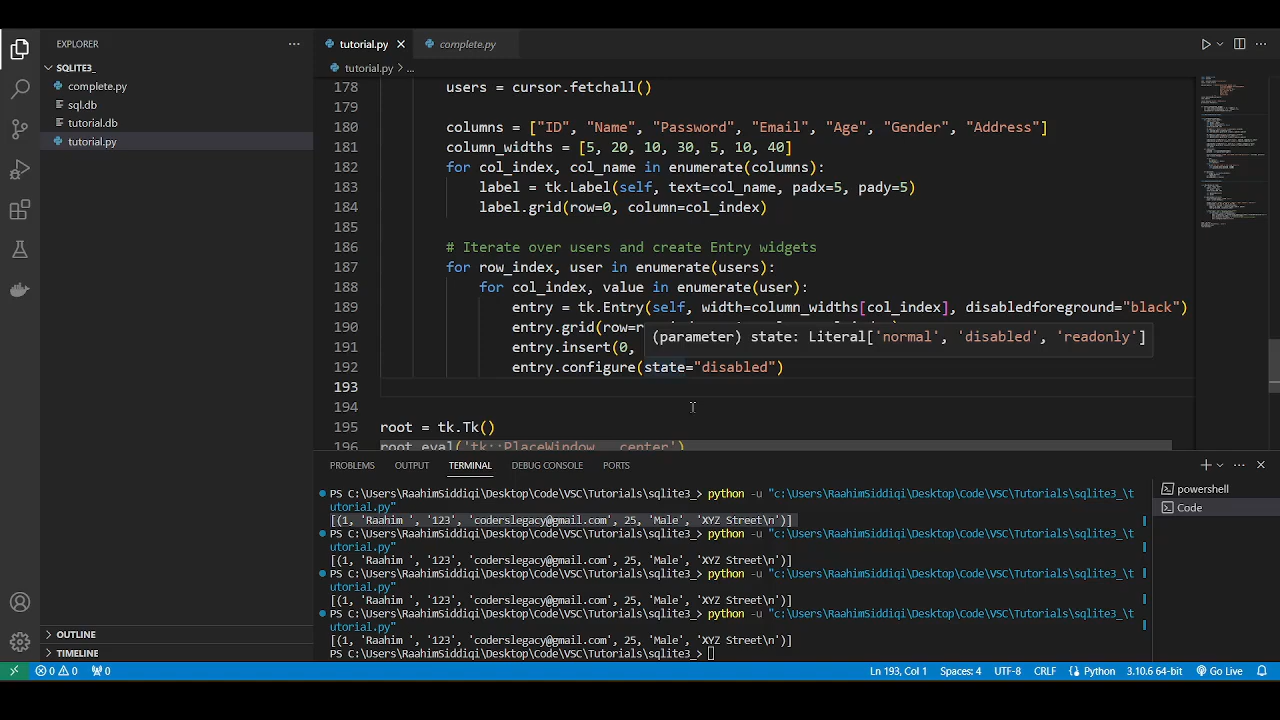 EXPLORER
tutorial.py
complete.py
SQLITE3_
tutorial.py > ...
complete.py
sql.db
tutorial.db
tutorial.py
178 users = cursor.fetchall()
179
180 columns = ["ID", "Name", "Password", "Email", "Age", "Gender", "Address"]
181 column_widths = [5, 20, 10, 30, 5, 10, 40]
182 for col_index, col_name in enumerate(columns):
183 label = tk.Label(self, text=col_name, padx=5, pady=5)
184 label.grid(row=0, column=col_index)
185
186 # Iterate over users and create Entry widgets
187 for row_index, user in enumerate(users):
188 for col_index, value in enumerate(user):
189 entry = tk.Entry(self, width=column_widths[col_index], disabledforeground="black")
190 entry.grid(row=
(parameter) state: Literal['normal', 'disabled', 'readonly']
191 entry.insert(0,
192 entry.configure(state="disabled")
193
194
195 root = tk.Tk()
196 root.eval('tk::PlaceWindow . center')
PROBLEMS OUTPUT TERMINAL DEBUG CONSOLE PORTS
PS C:\Users\RaahimSiddiqi\Desktop\Code\VSC\Tutorials\sqlite3_> python -u "c:\Users\RaahimSiddiqi\Desktop\Code\VSC\Tutorials\sqlite3_\t
utorial.py"
[(1, 'Raahim ', '123', 'coderslegacy@gmail.com', 25, 'Male', 'XYZ Street\n')]
PS C:\Users\RaahimSiddiqi\Desktop\Code\VSC\Tutorials\sqlite3_> python -u "c:\Users\RaahimSiddiqi\Desktop\Code\VSC\Tutorials\sqlite3_\t
utorial.py"
[(1, 'Raahim ', '123', 'coderslegacy@gmail.com', 25, 'Male', 'XYZ Street\n')]
PS C:\Users\RaahimSiddiqi\Desktop\Code\VSC\Tutorials\sqlite3_> python -u "c:\Users\RaahimSiddiqi\Desktop\Code\VSC\Tutorials\sqlite3_\t
utorial.py"
[(1, 'Raahim ', '123', 'coderslegacy@gmail.com', 25, 'Male', 'XYZ Street\n')]
PS C:\Users\RaahimSiddiqi\Desktop\Code\VSC\Tutorials\sqlite3_> python -u "c:\Users\RaahimSiddiqi\Desktop\Code\VSC\Tutorials\sqlite3_\t
utorial.py"
[(1, 'Raahim ', '123', 'coderslegacy@gmail.com', 25, 'Male', 'XYZ Street\n')]
PS C:\Users\RaahimSiddiqi\Desktop\Code\VSC\Tutorials\sqlite3_>
powershell
Code
OUTLINE
TIMELINE
0 0 0 Ln 193, Col 1 Spaces: 4 UTF-8 CRLF Python 3.10.6 64-bit Go Live